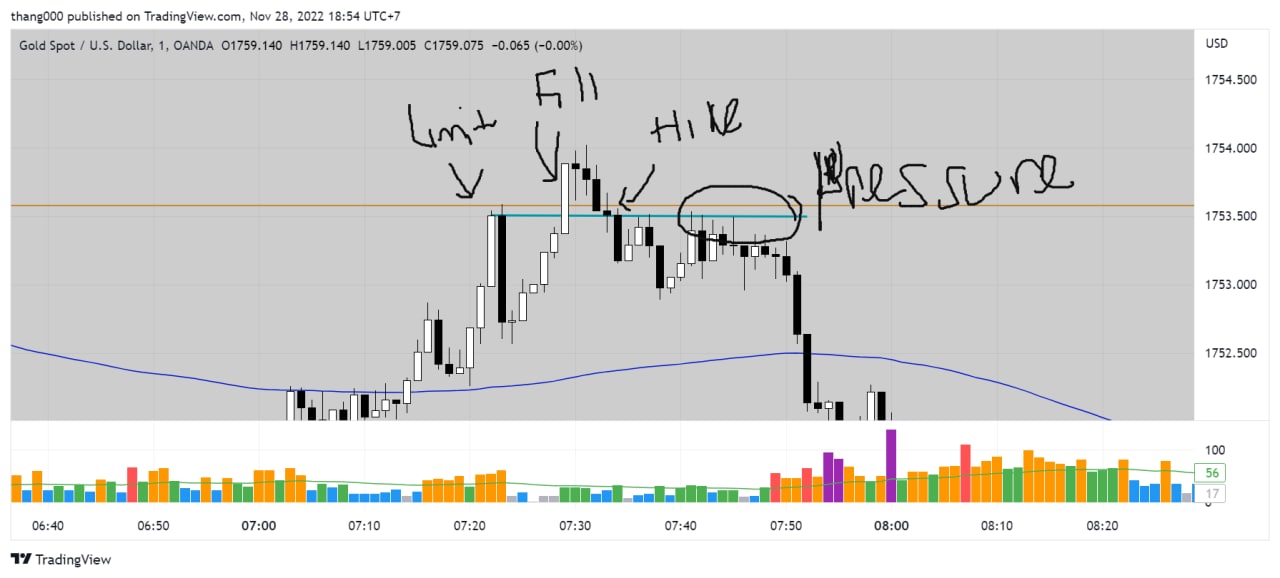 thang000 published on TradingView.com, Nov 28, 2022 18:54 UTC+7
Gold Spot / U.S. Dollar, 1, OANDA O1759.140 H1759.140 L1759.005 C1759.075 −0.065 (−0.00%)
USD
Fill
1754.500
Limit
Hike
1754.000
Pressure
1753.500
1753.000
1752.500
100
56
17
0
06:40 06:50 07:00 07:10 07:20 07:30 07:40 07:50 08:00 08:10 08:20
TradingView